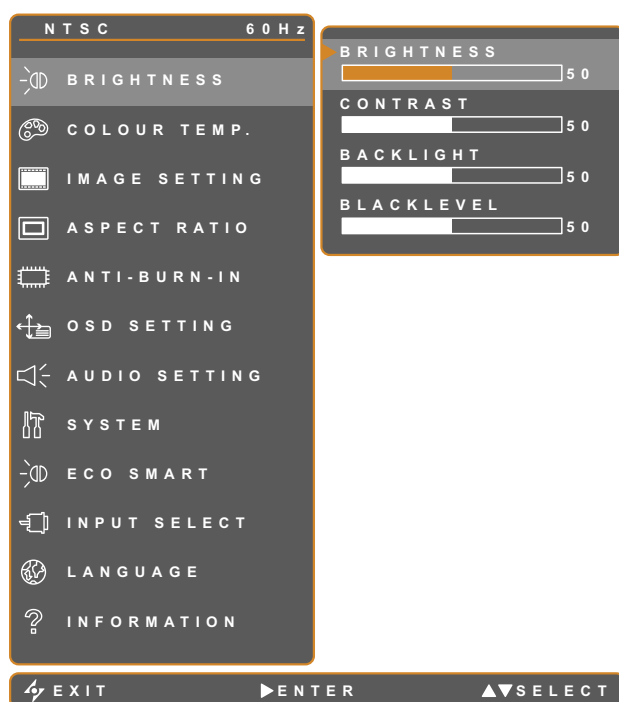 NTSC 60Hz
BRIGHTNESS
COLOUR TEMP.
IMAGE SETTING
ASPECT RATIO
ANTI-BURN-IN
OSD SETTING
AUDIO SETTING
SYSTEM
ECO SMART
INPUT SELECT
LANGUAGE
INFORMATION
BRIGHTNESS
50
CONTRAST
50
BACKLIGHT
50
BLACKLEVEL
50
EXIT ▶ENTER ▲▼SELECT